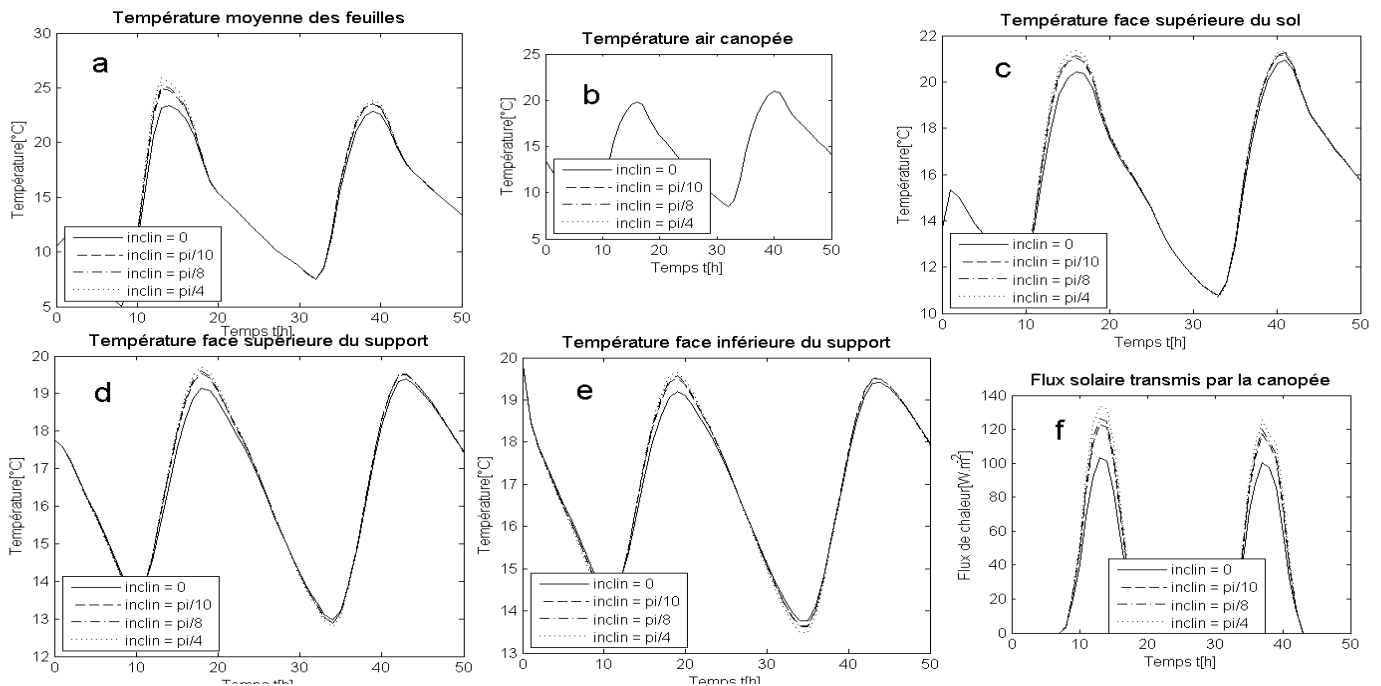 Température moyenne des feuilles
a
Température[°C]
30
25
20
15
10
5
0
10
20
30
40
50
Temps t[h]
inclin = 0
inclin = pi/10
inclin = pi/8
inclin = pi/4
Température air canopée
b
Température[°C]
25
20
15
10
5
0
10
20
30
40
50
Temps t[h]
inclin = 0
inclin = pi/10
inclin = pi/8
inclin = pi/4
Température face supérieure du sol
c
Température[°C]
22
20
18
16
14
12
10
0
10
20
30
40
50
Temps t[h]
inclin = 0
inclin = pi/10
inclin = pi/8
inclin = pi/4
Température face supérieure du support
d
Température[°C]
20
19
18
17
16
15
14
13
12
0
10
20
30
40
50
Temps t[h]
inclin = 0
inclin = pi/10
inclin = pi/8
inclin = pi/4
Température face inférieure du support
e
Température[°C]
20
19
18
17
16
15
14
13
0
10
20
30
40
50
Temps t[h]
inclin = 0
inclin = pi/10
inclin = pi/8
inclin = pi/4
Flux solaire transmis par la canopée
f
Flux de chaleur[W.m-2]
140
120
100
80
60
40
20
0
0
10
20
30
40
50
Temps t[h]
inclin = 0
inclin = pi/10
inclin = pi/8
inclin = pi/4